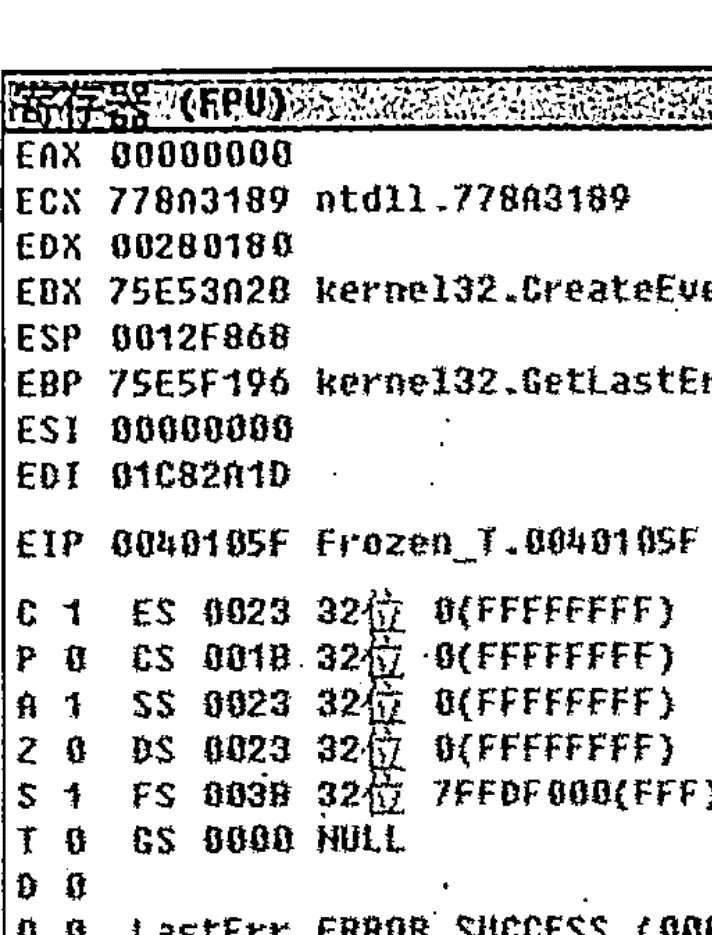 寄存器 (FPU)
EAX 00000000
ECX 778A3189 ntdll.778A3189
EDX 00280180
EBX 75E53A28 kernel32.CreateEve
ESP 0012F868
EBP 75E5F196 kernel32.GetLastEr
ESI 00000000
EDI 01C82A1D
EIP 0040105F Frozen_T.0040105F
C 1 ES 0023 32位 0(FFFFFFFF)
P 0 CS 001B 32位 0(FFFFFFFF)
A 1 SS 0023 32位 0(FFFFFFFF)
Z 0 DS 0023 32位 0(FFFFFFFF)
S 1 FS 003B 32位 7FFDF000(FFF)
T 0 GS 0000 NULL
D 0
O 0 LastErr ERROR_SUCCESS (000